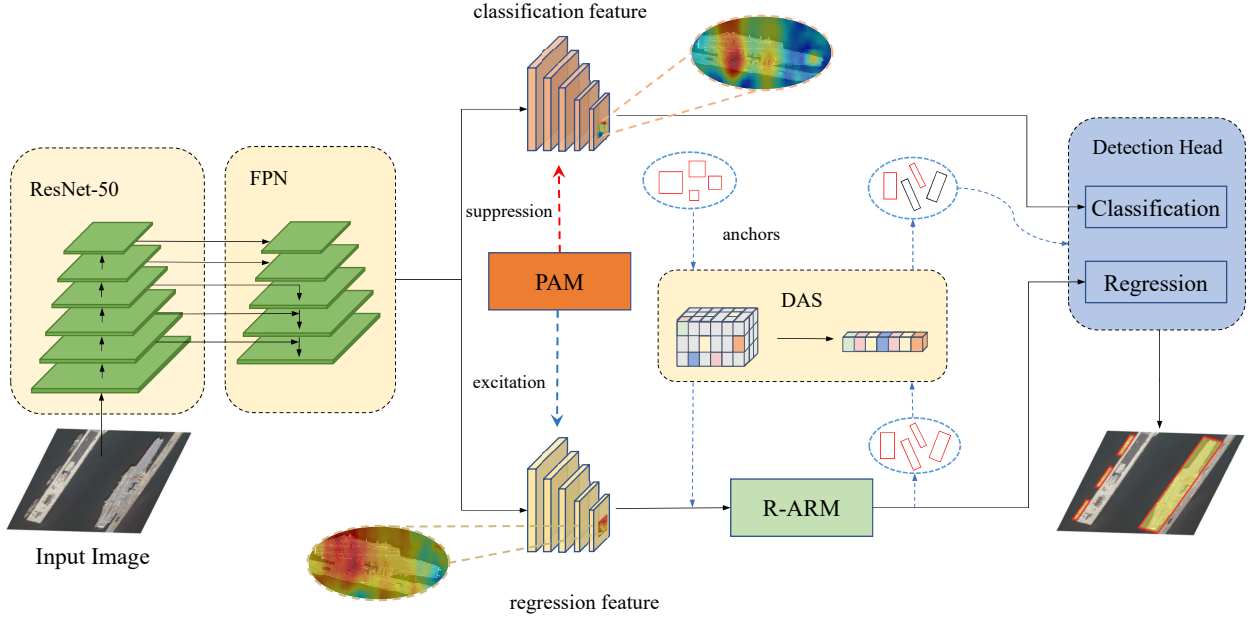 classification feature
ResNet-50
FPN
suppression
PAM
excitation
anchors
DAS
Detection Head
Classification
Regression
R-ARM
Input Image
regression feature